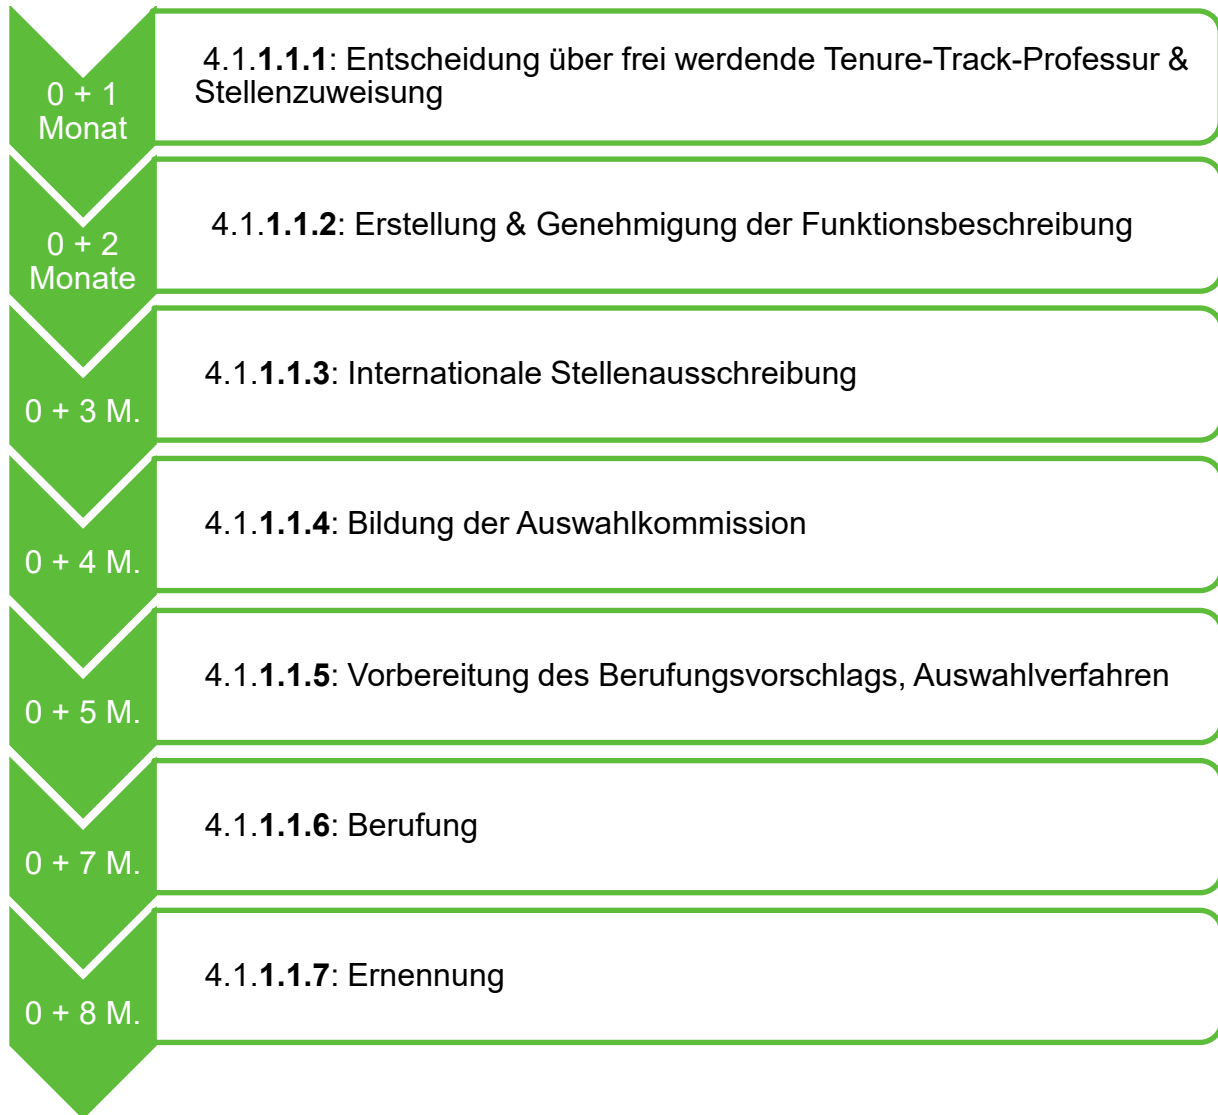 0 + 1
Monat
4.1.1.1.1: Entscheidung über frei werdende Tenure-Track-Professur &
Stellenzuweisung
0 + 2
Monate
4.1.1.1.2: Erstellung & Genehmigung der Funktionsbeschreibung
0 + 3 M.
4.1.1.1.3: Internationale Stellenausschreibung
0 + 4 M.
4.1.1.1.4: Bildung der Auswahlkommission
0 + 5 M.
4.1.1.1.5: Vorbereitung des Berufungsvorschlags, Auswahlverfahren
0 + 7 M.
4.1.1.1.6: Berufung
0 + 8 M.
4.1.1.1.7: Ernennung